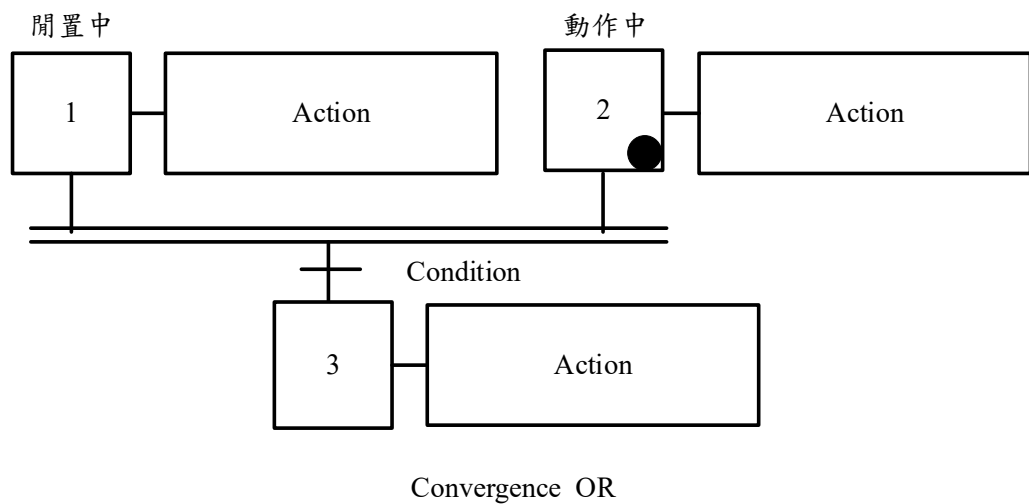 閒置中
動作中
1
Action
2
Action
Condition
3
Action
Convergence OR